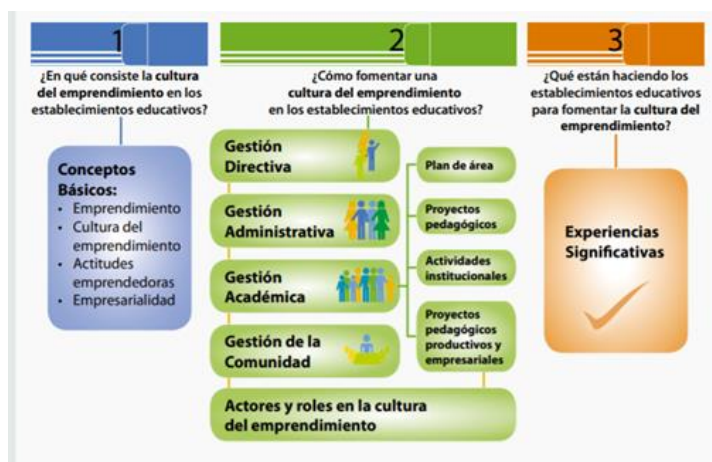 1
¿En qué consiste la cultura
del emprendimiento en los
establecimientos educativos?
Conceptos
Básicos:
• Emprendimiento
• Cultura del
emprendimiento
• Actitudes
emprendedoras
• Empresarialidad
2
¿Cómo fomentar una
cultura del emprendimiento
en los establecimientos educativos?
Gestión
Directiva
Gestión
Administrativa
Gestión
Académica
Gestión de la
Comunidad
Plan de área
Proyectos
pedagógicos
Actividades
institucionales
Proyectos
pedagógicos
productivos y
empresariales
Actores y roles en la cultura
del emprendimiento
3
¿Qué están haciendo los
establecimientos educativos
para fomentar la cultura del
emprendimiento?
Experiencias
Significativas